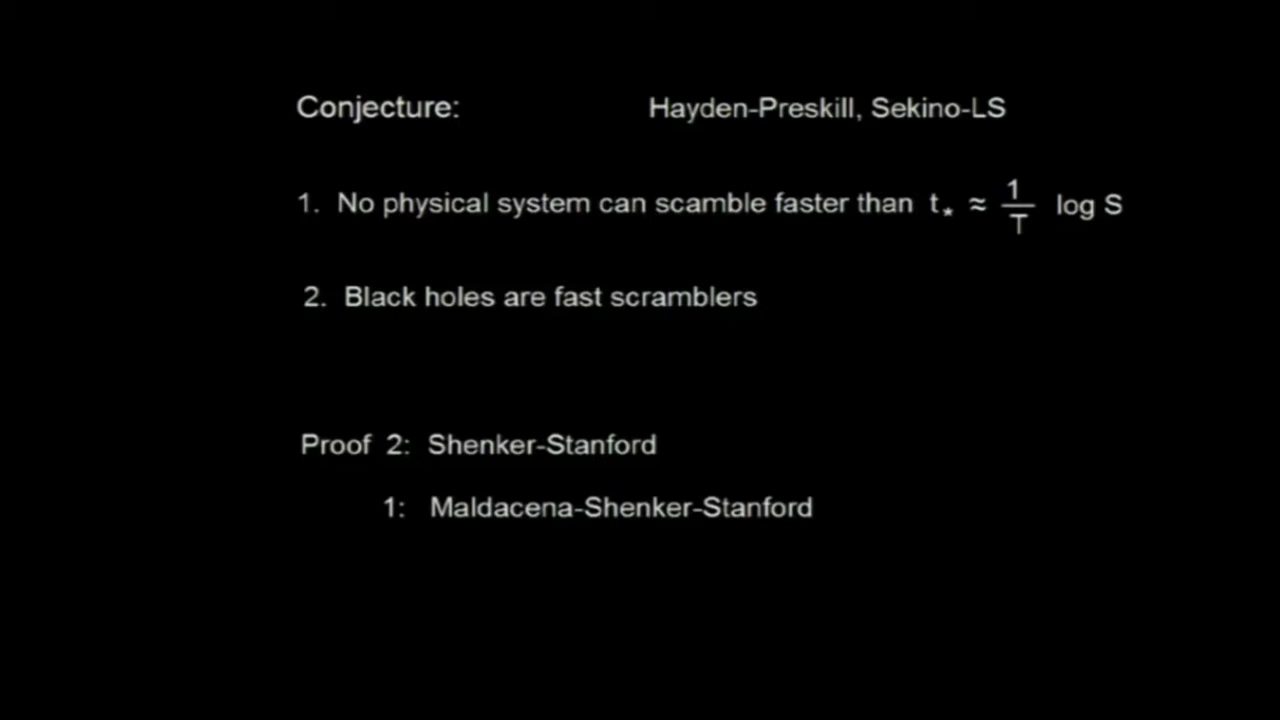 Conjecture: Hayden-Preskill, Sekino-LS
1. No physical system can scamble faster than t⋆ ≈ 1/T log S
2. Black holes are fast scramblers
Proof 2: Shenker-Stanford
1: Maldacena-Shenker-Stanford